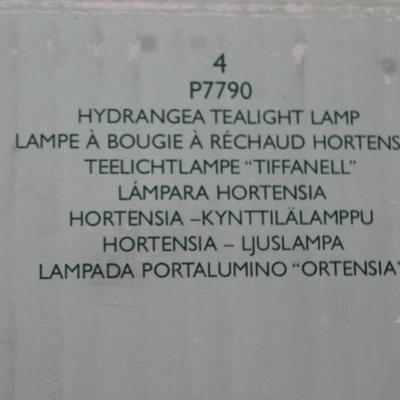 4
P7790
HYDRANGEA TEALIGHT LAMP
LAMPE À BOUGIE À RÉCHAUD HORTENS
TEELICHTLAMPE “TIFFANELL”
LÁMPARA HORTENSIA
HORTENSIA –KYNTTILÄLAMPPU
HORTENSIA – LJUSLAMPA
LAMPADA PORTALUMINO “ORTENSIA”